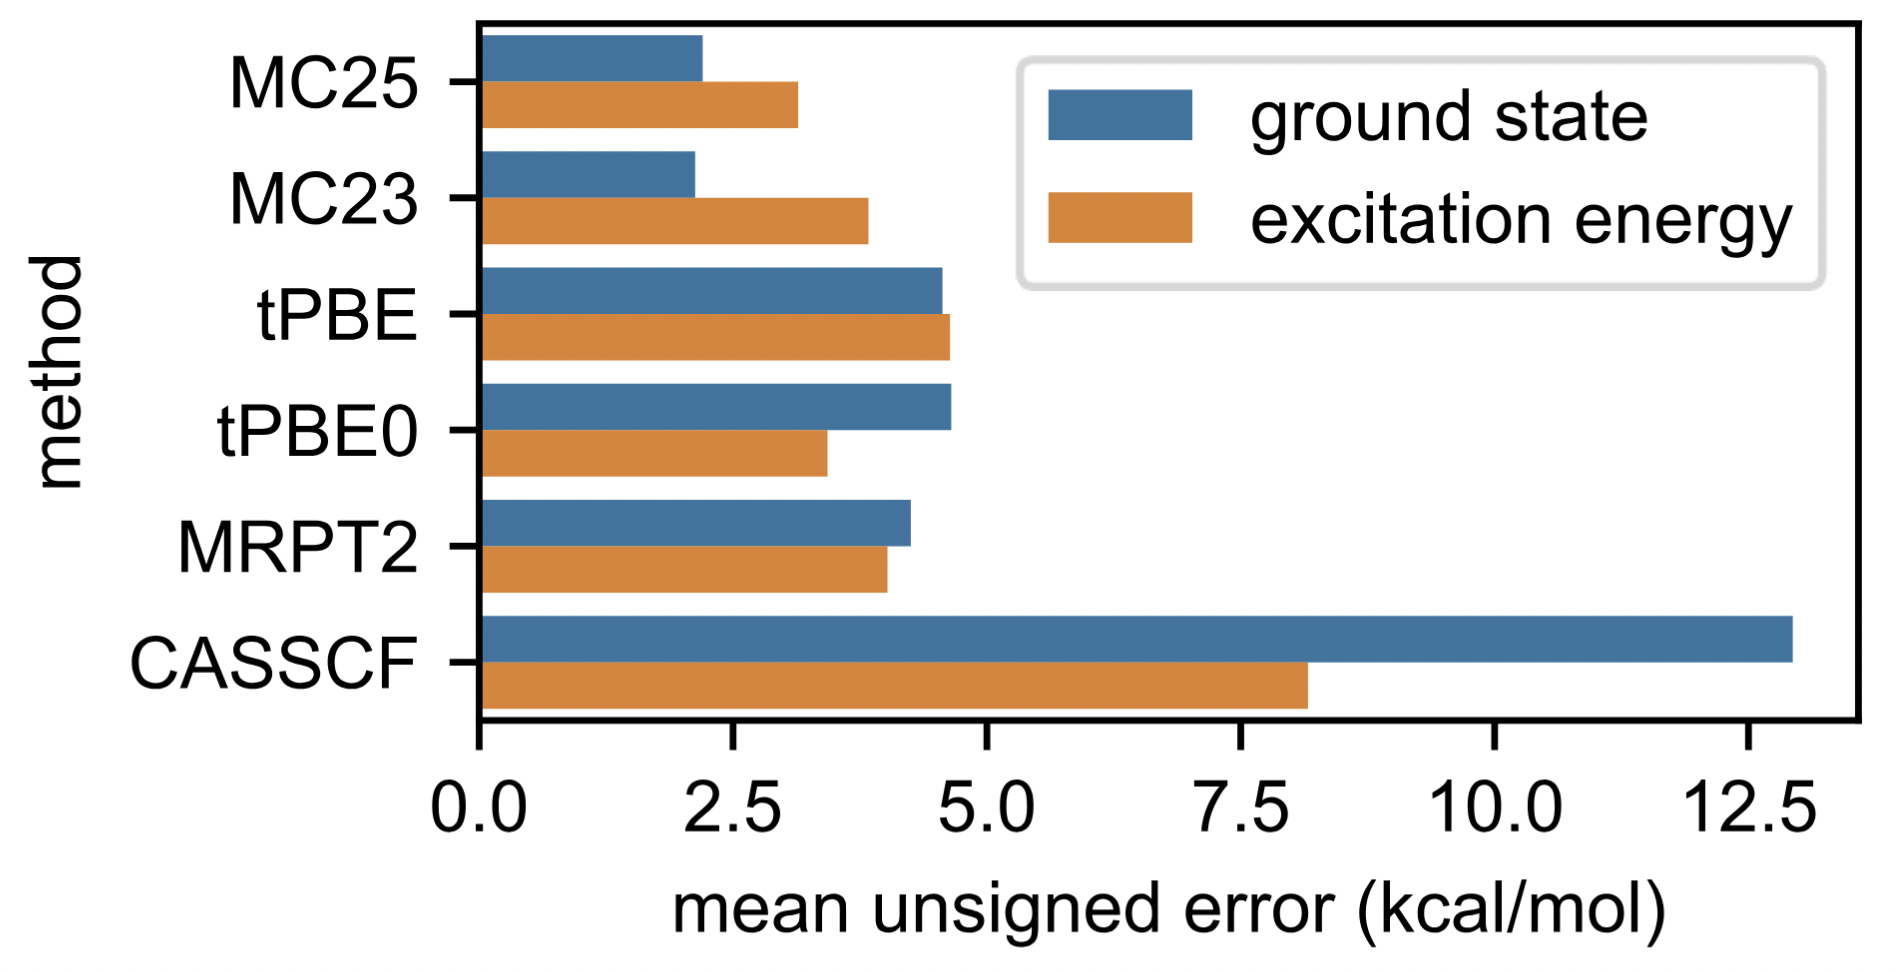 MC25
MC23
tPBE
tPBE0
MRPT2
CASSCF
method
ground state
excitation energy
0.0 2.5 5.0 7.5 10.0 12.5
mean unsigned error (kcal/mol)